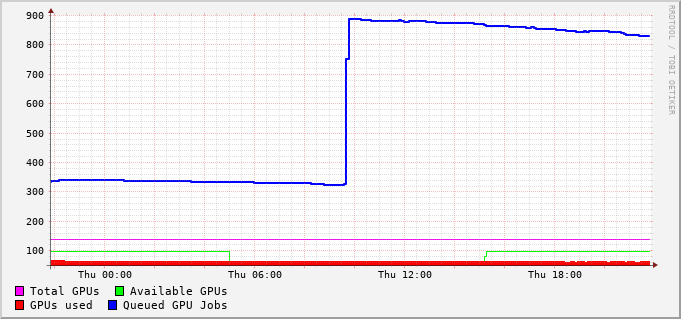 900
800
700
600
500
400
300
200
100
Thu 00:00 Thu 06:00 Thu 12:00 Thu 18:00
Total GPUs Available GPUs
GPUs used Queued GPU Jobs
RRDTOOL / TOBI OETIKER